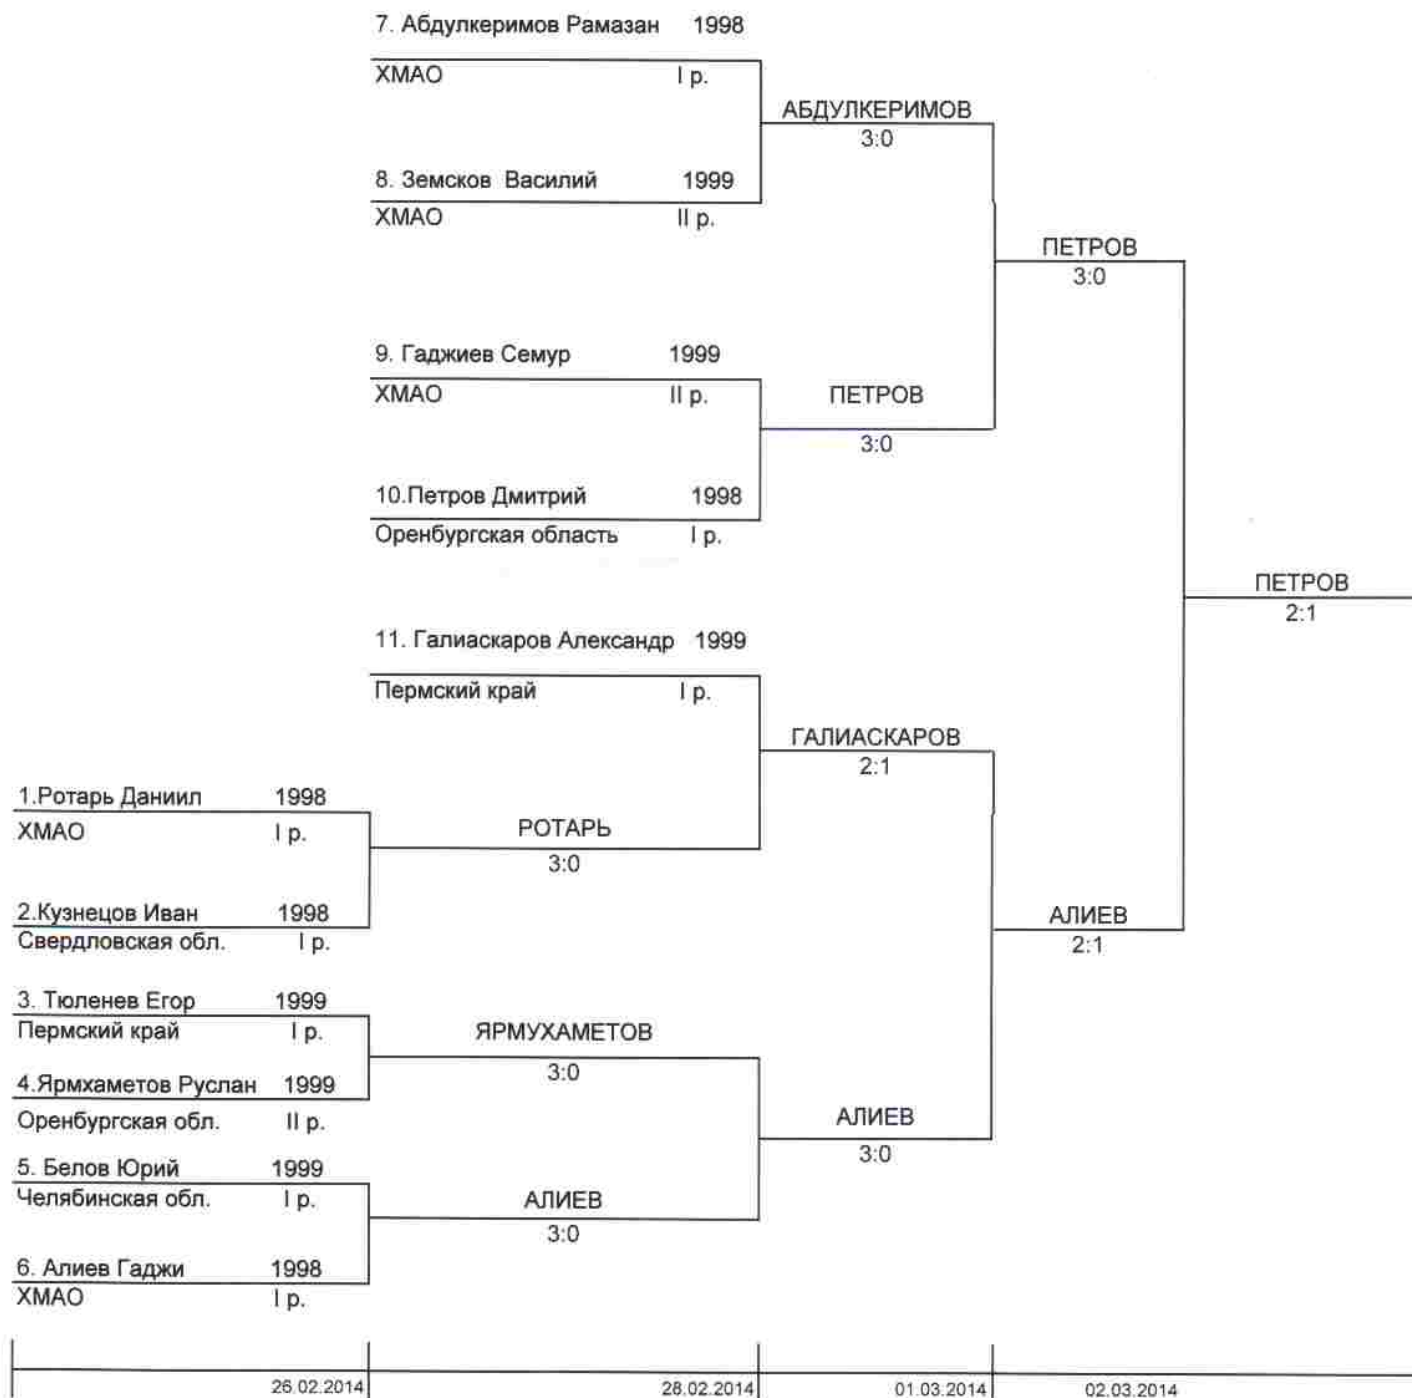 7. Абдулкеримов Рамазан 1998
ХМАО I р.
АБДУЛКЕРИМОВ
3:0
8. Земсков Василий 1999
ХМАО II р.
ПЕТРОВ
3:0
9. Гаджиев Семур 1999
ХМАО II р.
ПЕТРОВ
3:0
10.Петров Дмитрий 1998
Оренбургская область I р.
ПЕТРОВ
2:1
11. Галиаскаров Александр 1999
Пермский край I р.
ГАЛИАСКАРОВ
2:1
1.Ротарь Даниил 1998
ХМАО I р.
РОТАРЬ
3:0
2.Кузнецов Иван 1998
Свердловская обл. I р.
АЛИЕВ
2:1
3. Тюленев Егор 1999
Пермский край I р.
ЯРМУХАМЕТОВ
3:0
4.Ярмхаметов Руслан 1999
Оренбургская обл. II р.
АЛИЕВ
3:0
5. Белов Юрий 1999
Челябинская обл. I р.
АЛИЕВ
3:0
6. Алиев Гаджи 1998
ХМАО I р.
26.02.2014 28.02.2014 01.03.2014 02.03.2014